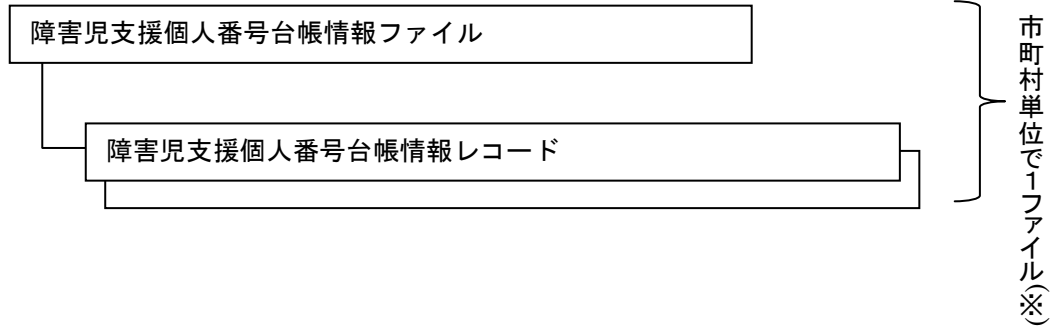 障害児支援個人番号台帳情報ファイル
障害児支援個人番号台帳情報レコード
市町村単位で1ファイル(※)